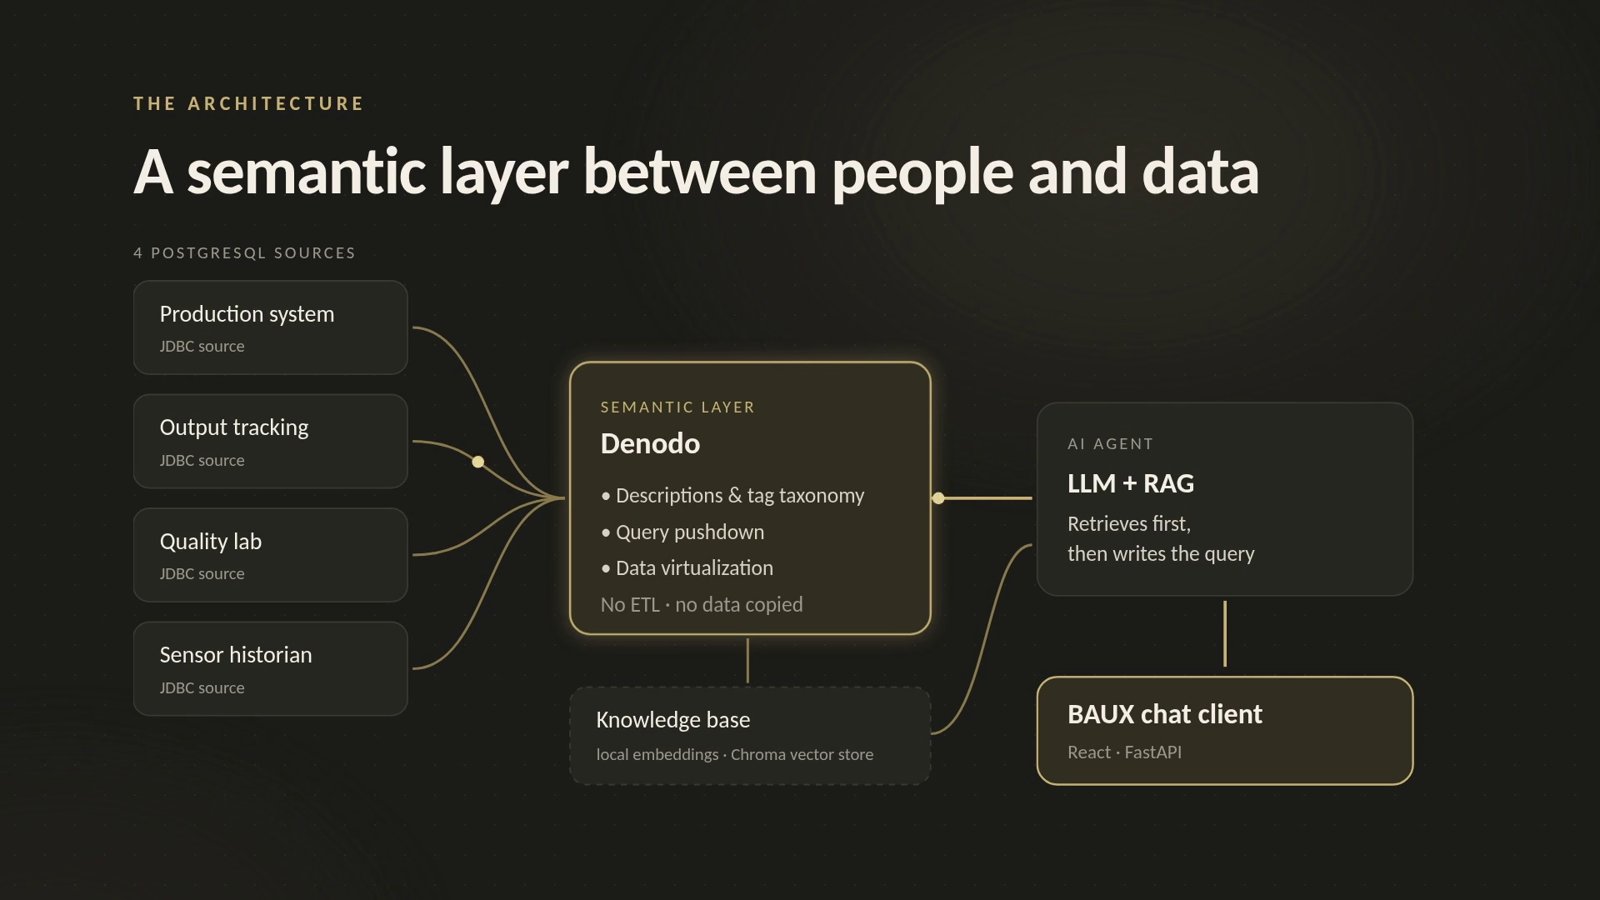 THE ARCHITECTURE
A semantic layer between people and data
4 POSTGRESQL SOURCES
Production system
JDBC source
Output tracking
JDBC source
Quality lab
JDBC source
Sensor historian
JDBC source
SEMANTIC LAYER
Denodo
• Descriptions & tag taxonomy
• Query pushdown
• Data virtualization
No ETL · no data copied
Knowledge base
local embeddings · Chroma vector store
AI AGENT
LLM + RAG
Retrieves first,
then writes the query
BAUX chat client
React · FastAPI